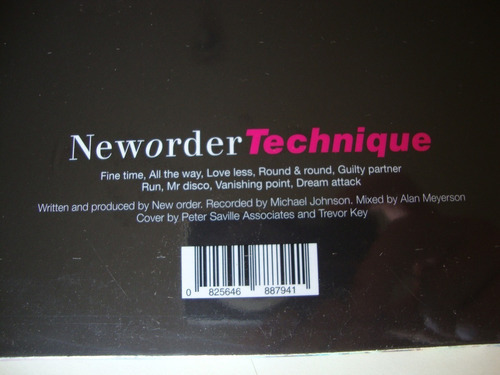 Neworder Technique
Fine time, All the way, Love less, Round & round, Guilty partner
Run, Mr disco, Vanishing point, Dream attack
Written and produced by New order. Recorded by Michael Johnson. Mixed by Alan Meyerson
Cover by Peter Saville Associates and Trevor Key
0 825646 887941